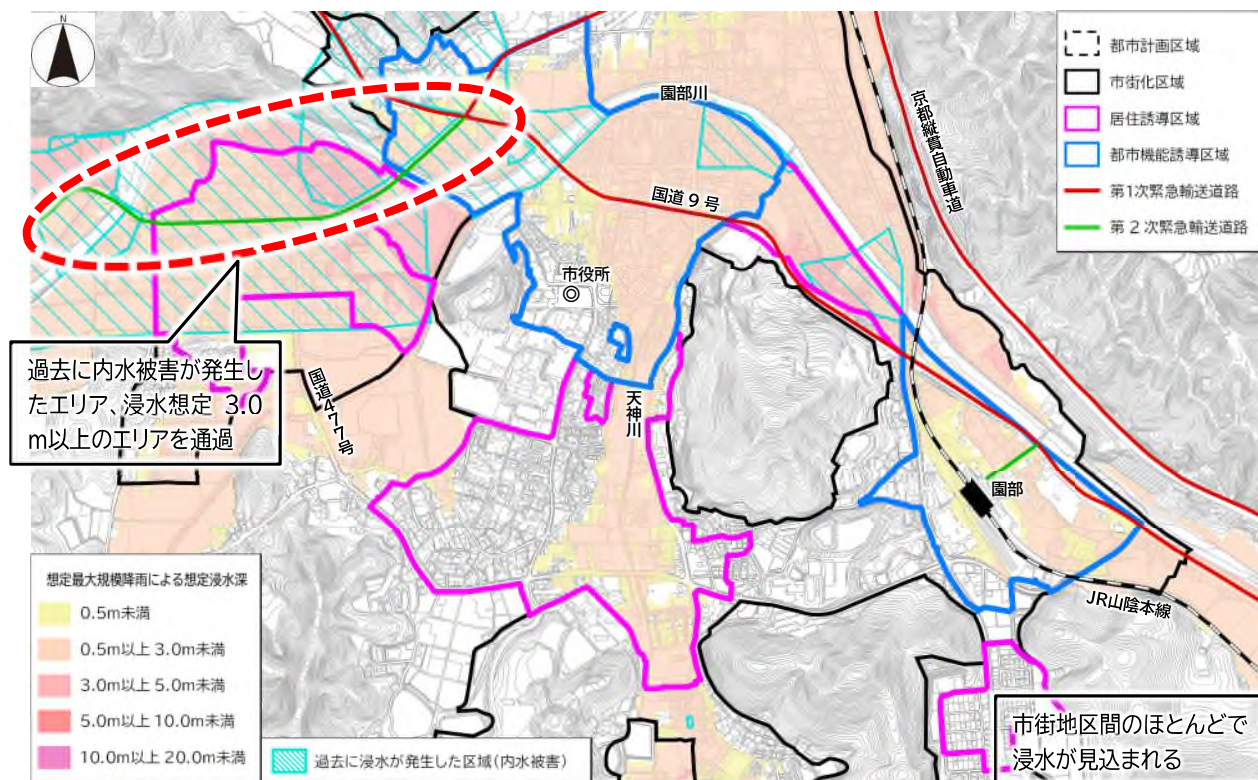 N
都市計画区域
市街化区域
居住誘導区域
都市機能誘導区域
第1次緊急輸送道路
第2次緊急輸送道路
京都縦貫自動車道
園部川
国道9号
市役所
過去に内水被害が発生し
たエリア、浸水想定 3.0
m以上のエリアを通過
国道477号
天神川
園部
JR山陰本線
想定最大規模降雨による想定浸水深
0.5m未満
0.5m以上 3.0m未満
3.0m以上 5.0m未満
5.0m以上 10.0m未満
10.0m以上 20.0m未満
過去に浸水が発生した区域(内水被害)
市街地区間のほとんどで
浸水が見込まれる